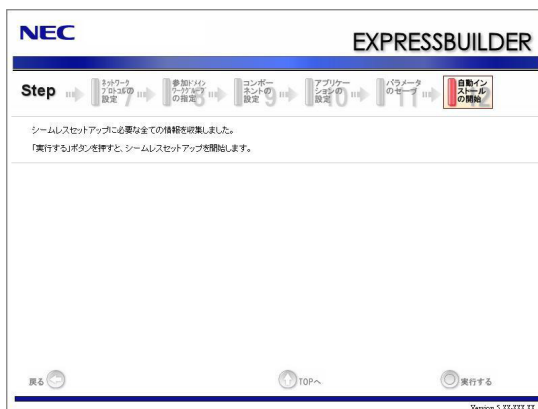 NEC
EXPRESSBUILDER
Step
ネットワーク
プロトコルの
設定 7
参加ドメイン
ワークグループ
の指定 8
コンポー
ネントの
設定 9
アプリケー
ションの
設定 10
パラメータ
のセーブ 11
自動イン
ストール
の開始 12
シームレスセットアップに必要な全ての情報を収集しました。
「実行する」ボタンを押すと、シームレスセットアップを開始します。
戻る
TOPへ
実行する